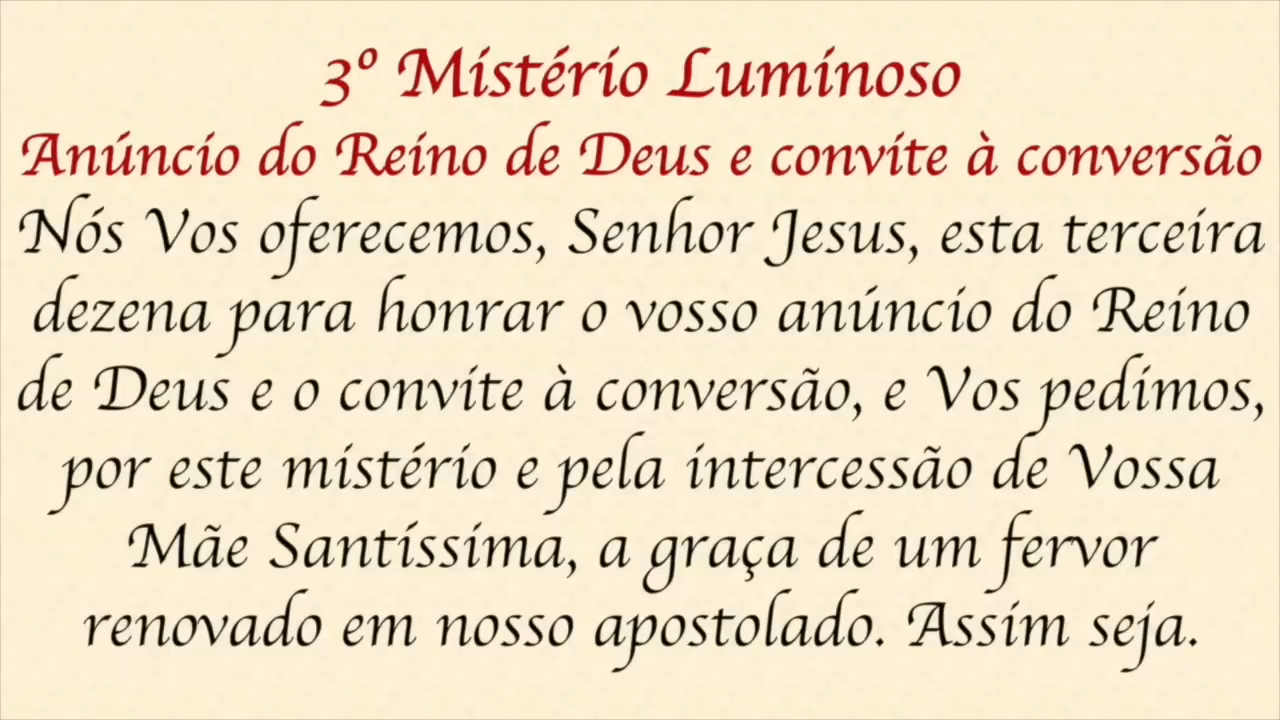 3º Mistério Luminoso
Anúncio do Reino de Deus e convite à conversão
Nós Vos oferecemos, Senhor Jesus, esta terceira
dezena para honrar o vosso anúncio do Reino
de Deus e o convite à conversão, e Vos pedimos,
por este mistério e pela intercessão de Vossa
Mãe Santíssima, a graça de um fervor
renovado em nosso apostolado. Assim seja.